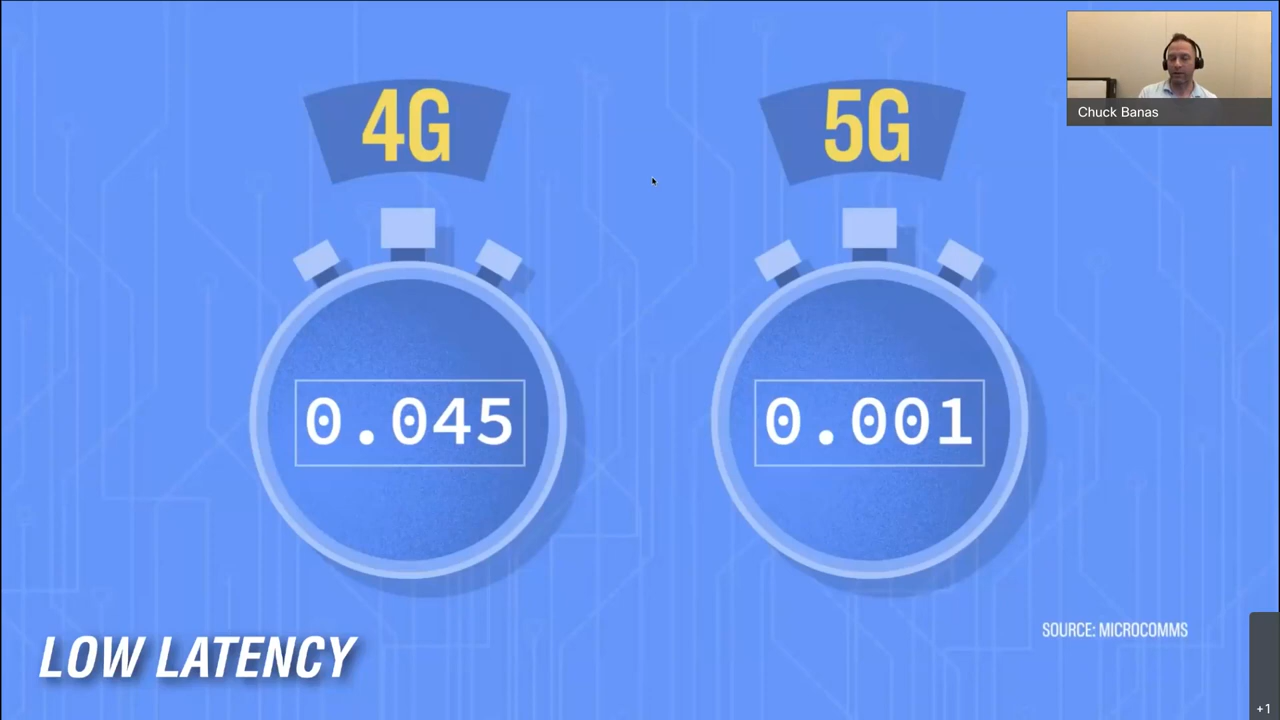 4G
5G
Chuck Banas
0.045
0.001
SOURCE: MICROCOMMS
LOW LATENCY
+1